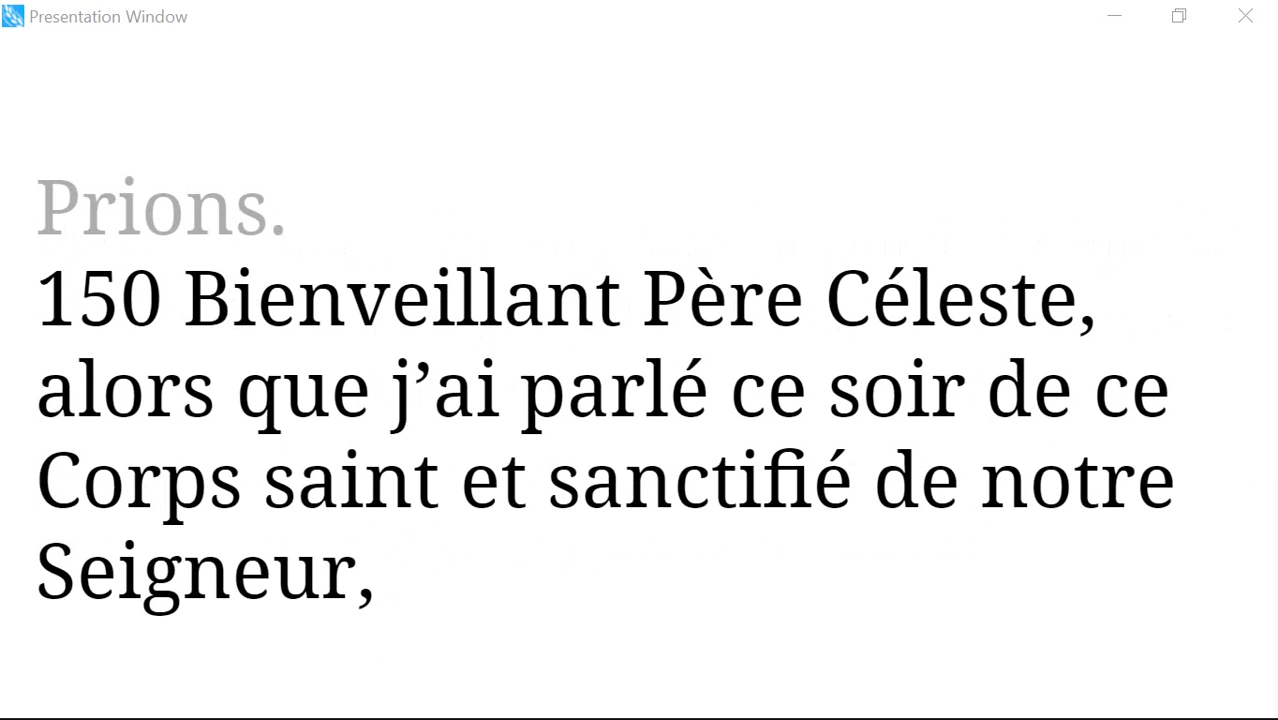 Presentation Window
Prions.
150 Bienveillant Père Céleste,
alors que j’ai parlé ce soir de ce
Corps saint et sanctifié de notre
Seigneur,